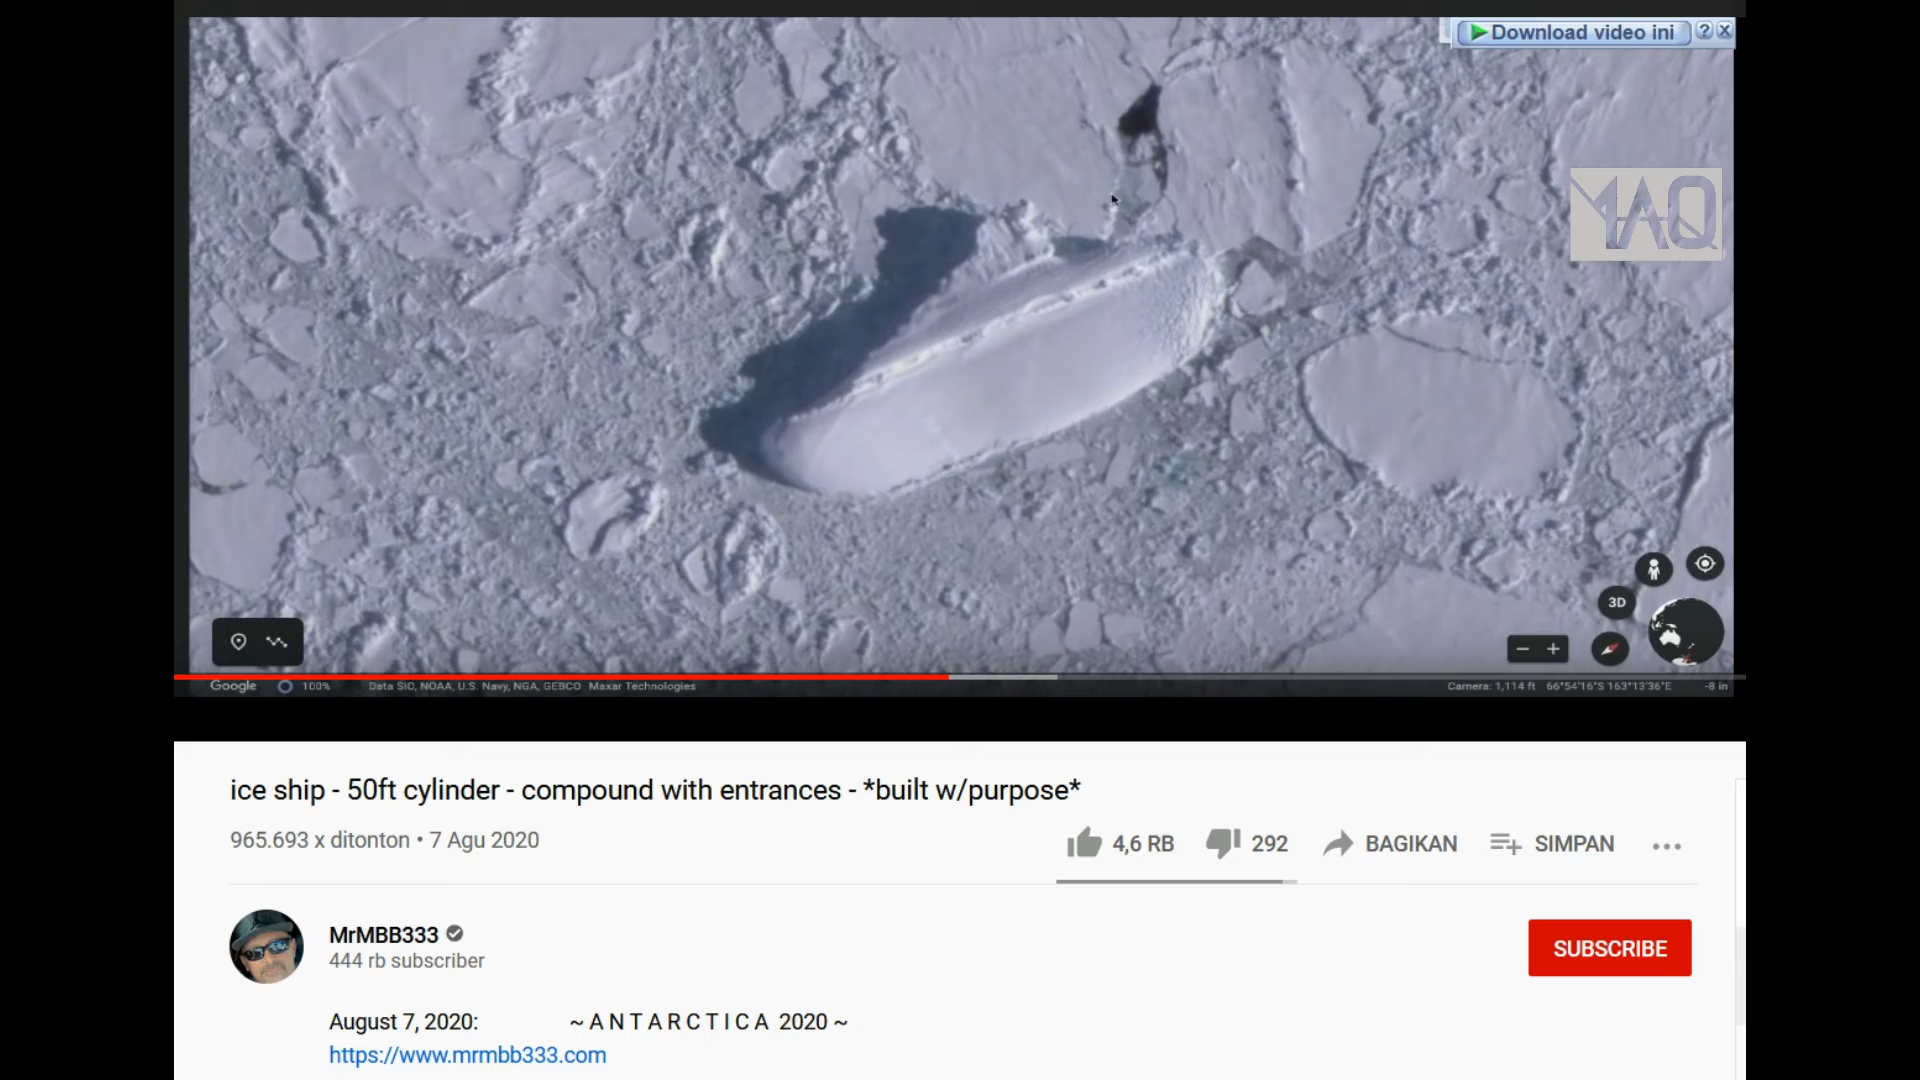 Download video ini
MAQ
3D
Google 100% Data SIO, NOAA, U.S. Navy, NGA, GEBCO Maxar Technologies Camera: 1,114 ft 66°54'16"S 163°13'36"E -8 in
ice ship - 50ft cylinder - compound with entrances - *built w/purpose*
965.693 x ditonton • 7 Agu 2020
4,6 RB 292 BAGIKAN SIMPAN ...
MrMBB333
444 rb subscriber
SUBSCRIBE
August 7, 2020: ~ A N T A R C T I C A 2020 ~
https://www.mrmbb333.com